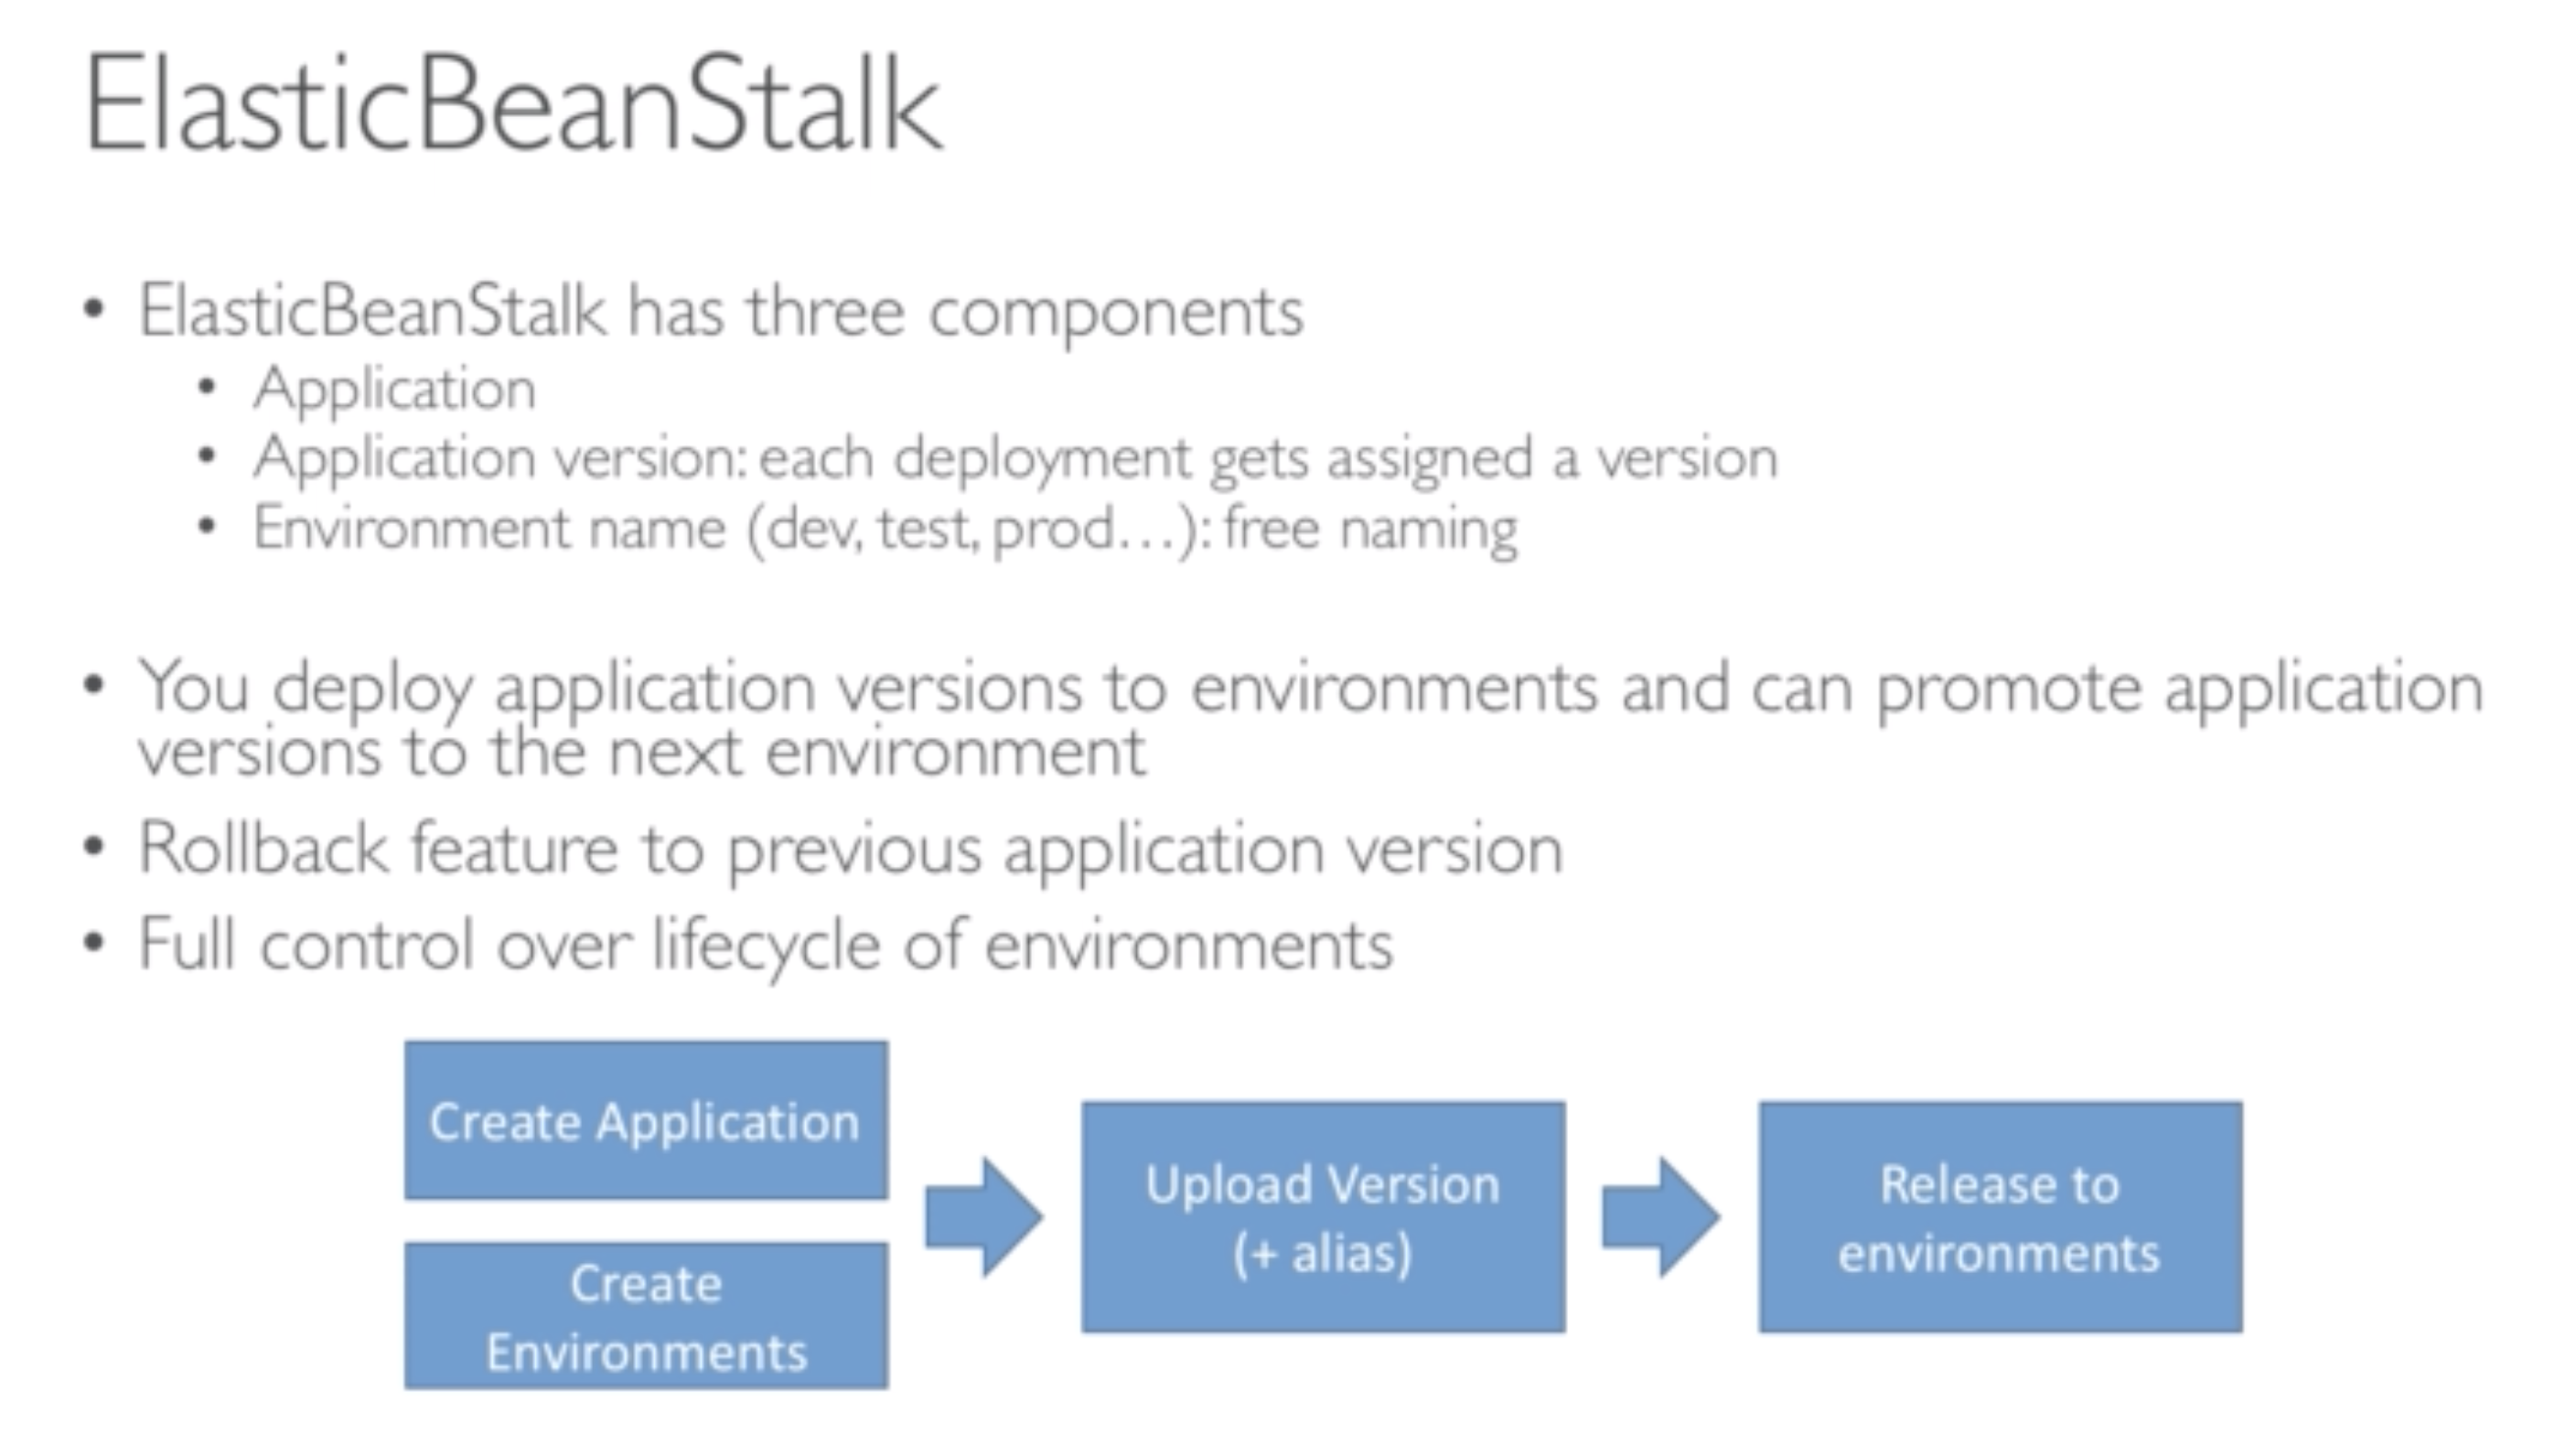 ElasticBeanStalk
• ElasticBeanStalk has three components
• Application
• Application version: each deployment gets assigned a version
• Environment name (dev, test, prod…): free naming
• You deploy application versions to environments and can promote application
versions to the next environment
• Rollback feature to previous application version
• Full control over lifecycle of environments
Create Application
Create
Environments
Upload Version
(+ alias)
Release to
environments